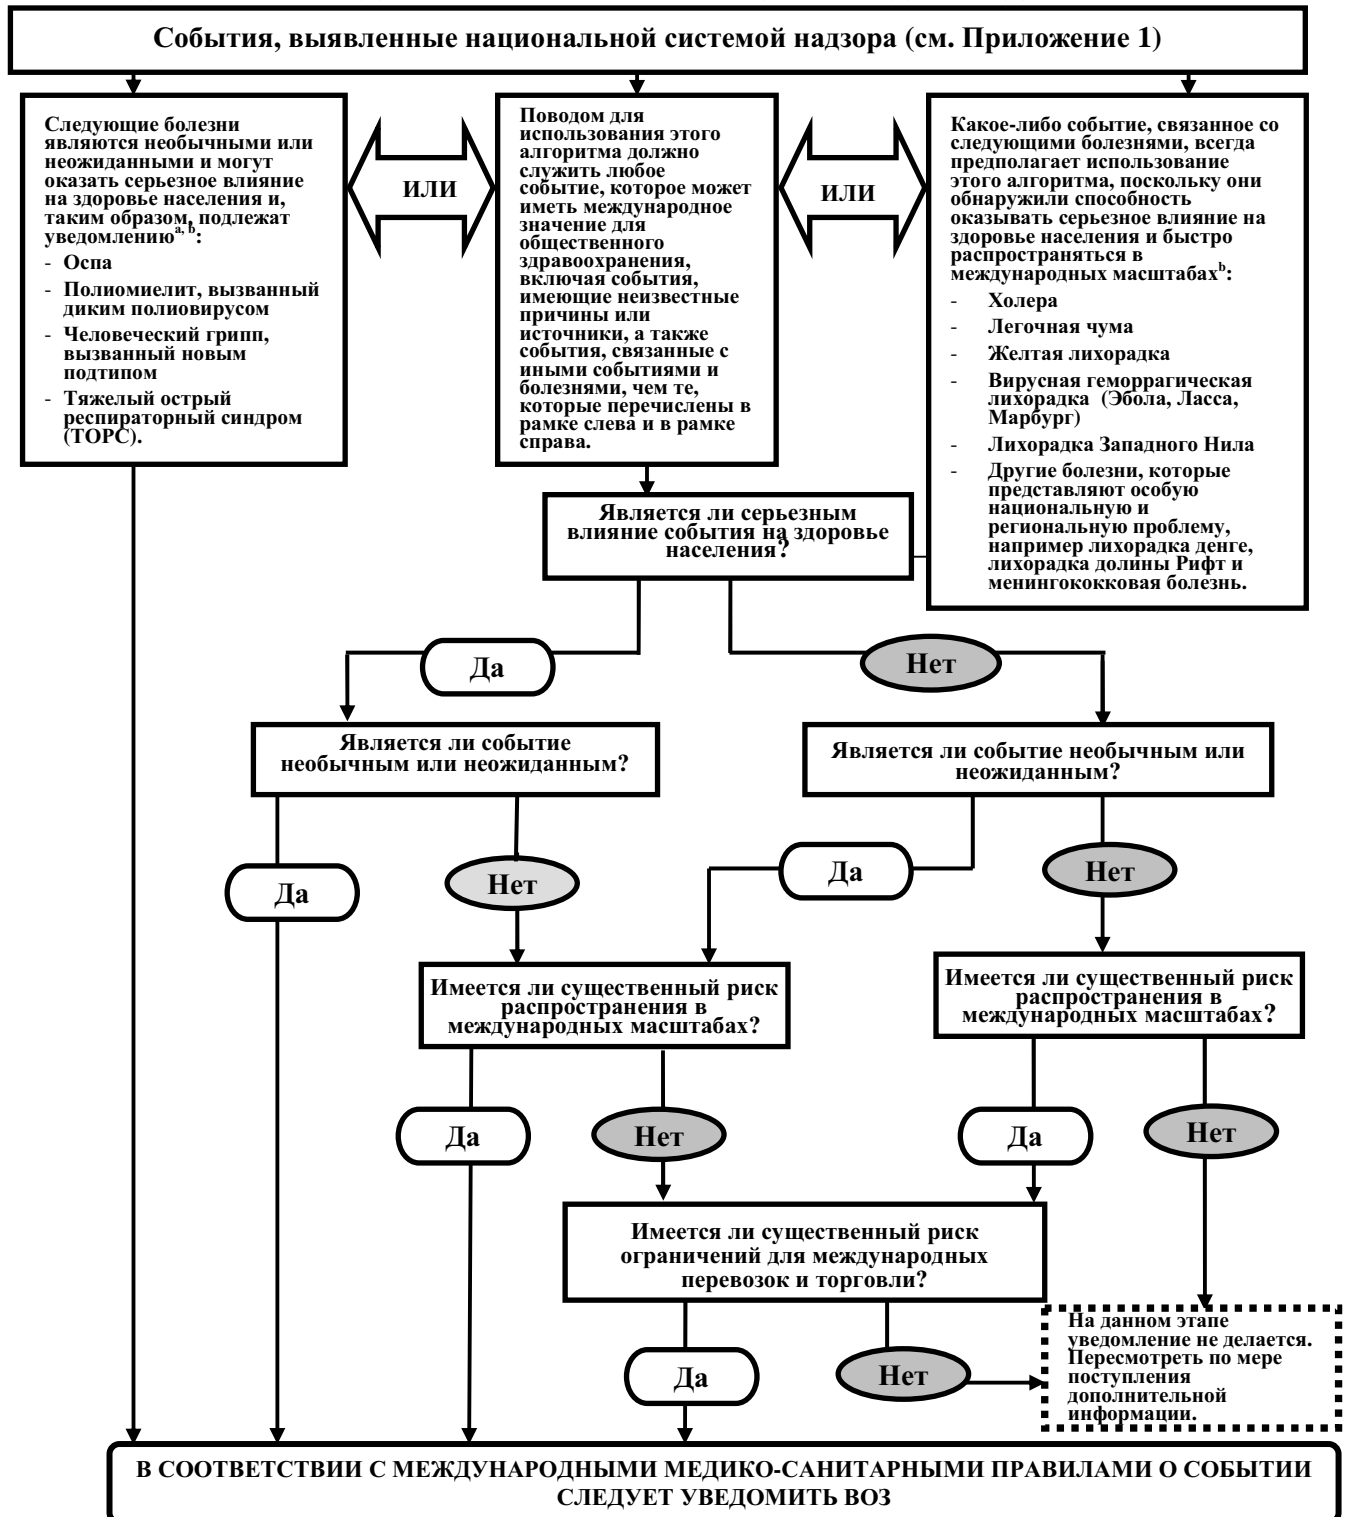 События, выявленные национальной системой надзора (см. Приложение 1)
Следующие болезни
являются необычными или
неожиданными и могут
оказать серьезное влияние
на здоровье населения и,
таким образом, подлежат
уведомлениюa, b:
- Оспа
- Полиомиелит, вызванный
диким полиовирусом
- Человеческий грипп,
вызванный новым
подтипом
- Тяжелый острый
респираторный синдром
(ТОРС).
ИЛИ
Поводом для
использования этого
алгоритма должно
служить любое
событие, которое может
иметь международное
значение для
общественного
здравоохранения,
включая события,
имеющие неизвестные
причины или
источники, а также
события, связанные с
иными событиями и
болезнями, чем те,
которые перечислены в
рамке слева и в рамке
справа.
ИЛИ
Какое-либо событие, связанное со
следующими болезнями, всегда
предполагает использование
этого алгоритма, поскольку они
обнаружили способность
оказывать серьезное влияние на
здоровье населения и быстро
распространяться в
международных масштабахb:
- Холера
- Легочная чума
- Желтая лихорадка
- Вирусная геморрагическая
лихорадка (Эбола, Ласса,
Марбург)
- Лихорадка Западного Нила
- Другие болезни, которые
представляют особую
национальную и
региональную проблему,
например лихорадка денге,
лихорадка долины Рифт и
менингококковая болезнь.
Является ли серьезным
влияние события на здоровье
населения?
Да
Нет
Является ли событие
необычным или неожиданным?
Является ли событие необычным или
неожиданным?
Да
Нет
Да
Нет
Имеется ли существенный риск
распространения в
международных масштабах?
Имеется ли существенный риск
распространения в
международных масштабах?
Да
Нет
Да
Нет
Имеется ли существенный риск
ограничений для международных
перевозок и торговли?
Да
Нет
На данном этапе
уведомление не делается.
Пересмотреть по мере
поступления
дополнительной
информации.
В СООТВЕТСТВИИ С МЕЖДУНАРОДНЫМИ МЕДИКО-САНИТАРНЫМИ ПРАВИЛАМИ О СОБЫТИИ
СЛЕДУЕТ УВЕДОМИТЬ ВОЗ